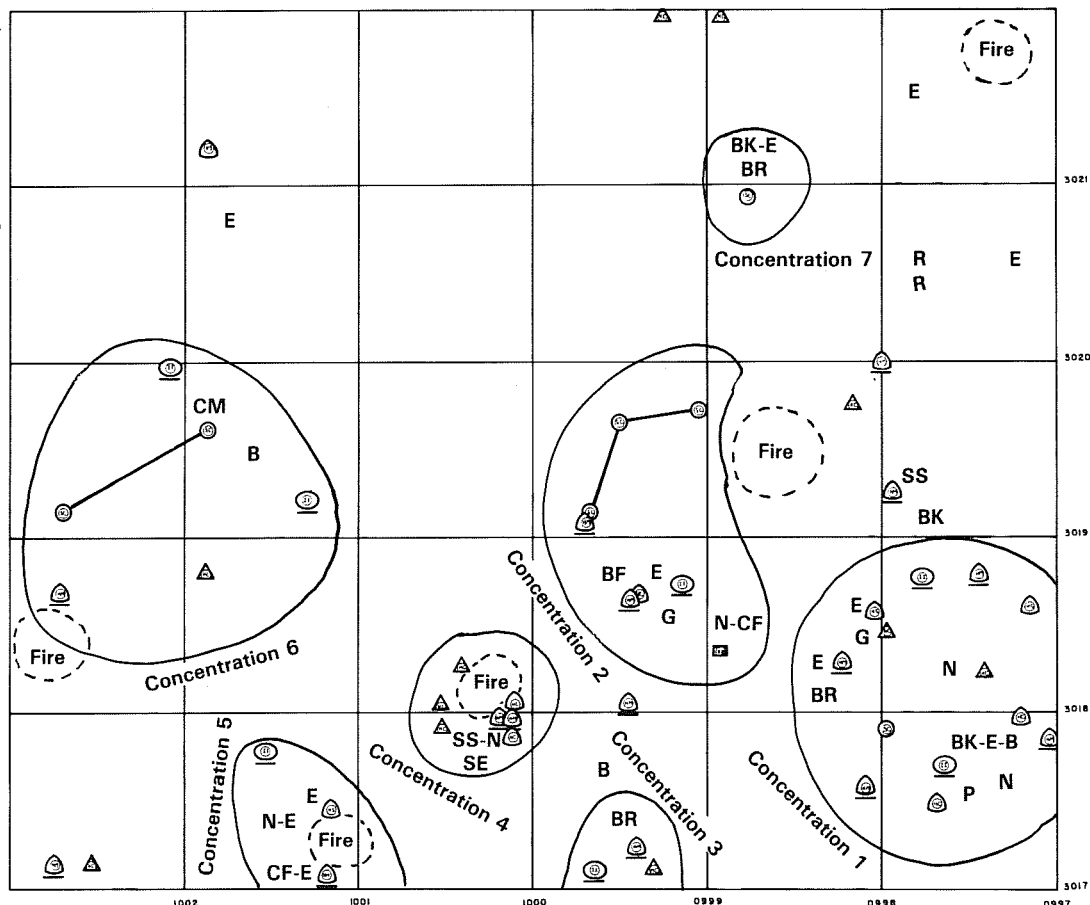 Fire
E
BK-E
BR
3021
E
Concentration 7
R
E
R
3020
CM
B
Fire
SS
BK
3019
BF
E
G
N-CF
E
G
N
E
BR
Fire
Concentration 6
Concentration 2
Fire
3018
SS-N
SE
Concentration 5
Concentration 4
B
Concentration 3
Concentration 1
BK-E-B
N
P
E
N-E
Fire
CF-E
BR
3017
1002
1001
1000
0999
0998
0997